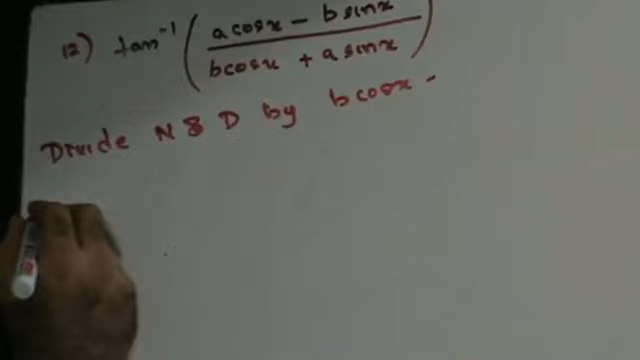 12) tan⁻¹ ( a cosx - b sinx / b cosx + a sinx )
Divide N & D by b cosx -